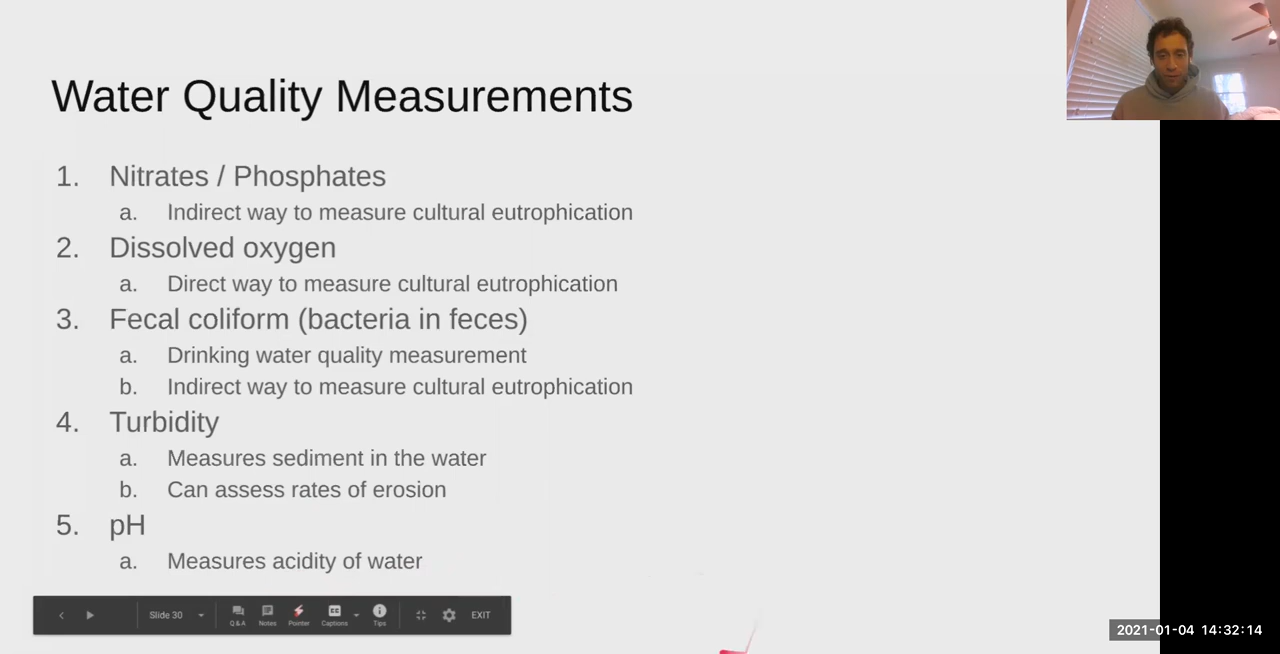 Water Quality Measurements
1. Nitrates / Phosphates
a. Indirect way to measure cultural eutrophication
2. Dissolved oxygen
a. Direct way to measure cultural eutrophication
3. Fecal coliform (bacteria in feces)
a. Drinking water quality measurement
b. Indirect way to measure cultural eutrophication
4. Turbidity
a. Measures sediment in the water
b. Can assess rates of erosion
5. pH
a. Measures acidity of water
Slide 30
Q&A Notes Pointer CC Captions Tips EXIT
2021-01-04 14:32:14